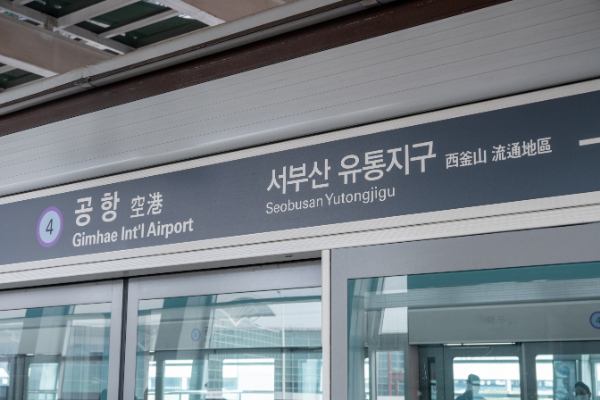 4 공항 空港
Gimhae Int'l Airport
서부산 유통지구 西釜山 流通地區
Seobusan Yutongjigu